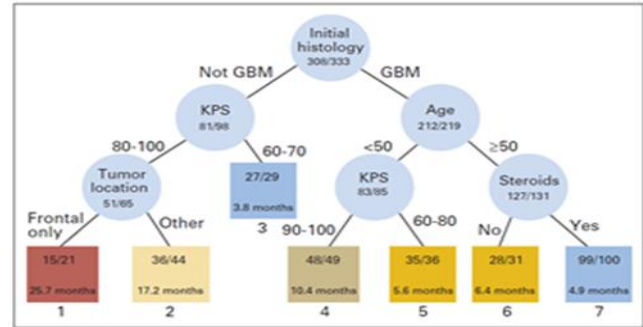 Initial
histology
308/333
Not GBM
GBM
KPS
81/98
Age
212/219
80-100
60-70
<50
≥50
Tumor
location
51/65
27/29
3.8 months
3
KPS
83/85
Steroids
127/131
Frontal
only
Other
90-100
60-80
No
Yes
15/21
25.7 months
1
36/44
17.2 months
2
48/49
10.4 months
4
35/36
5.6 months
5
28/31
6.4 months
6
99/100
4.9 months
7